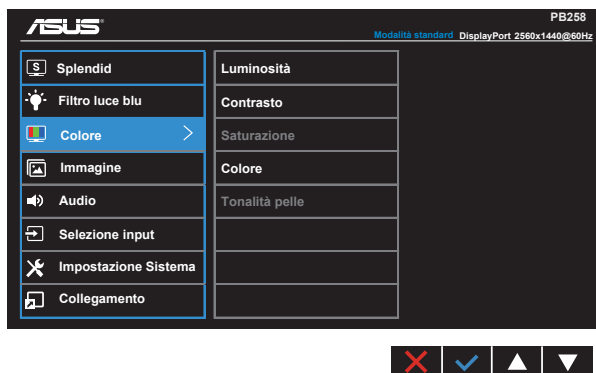 ASUS
PB258
Modalità standard DisplayPort 2560x1440@60Hz
S Splendid
Filtro luce blu
Colore
Immagine
Audio
Selezione input
Impostazione Sistema
Collegamento
Luminosità
Contrasto
Saturazione
Colore
Tonalità pelle